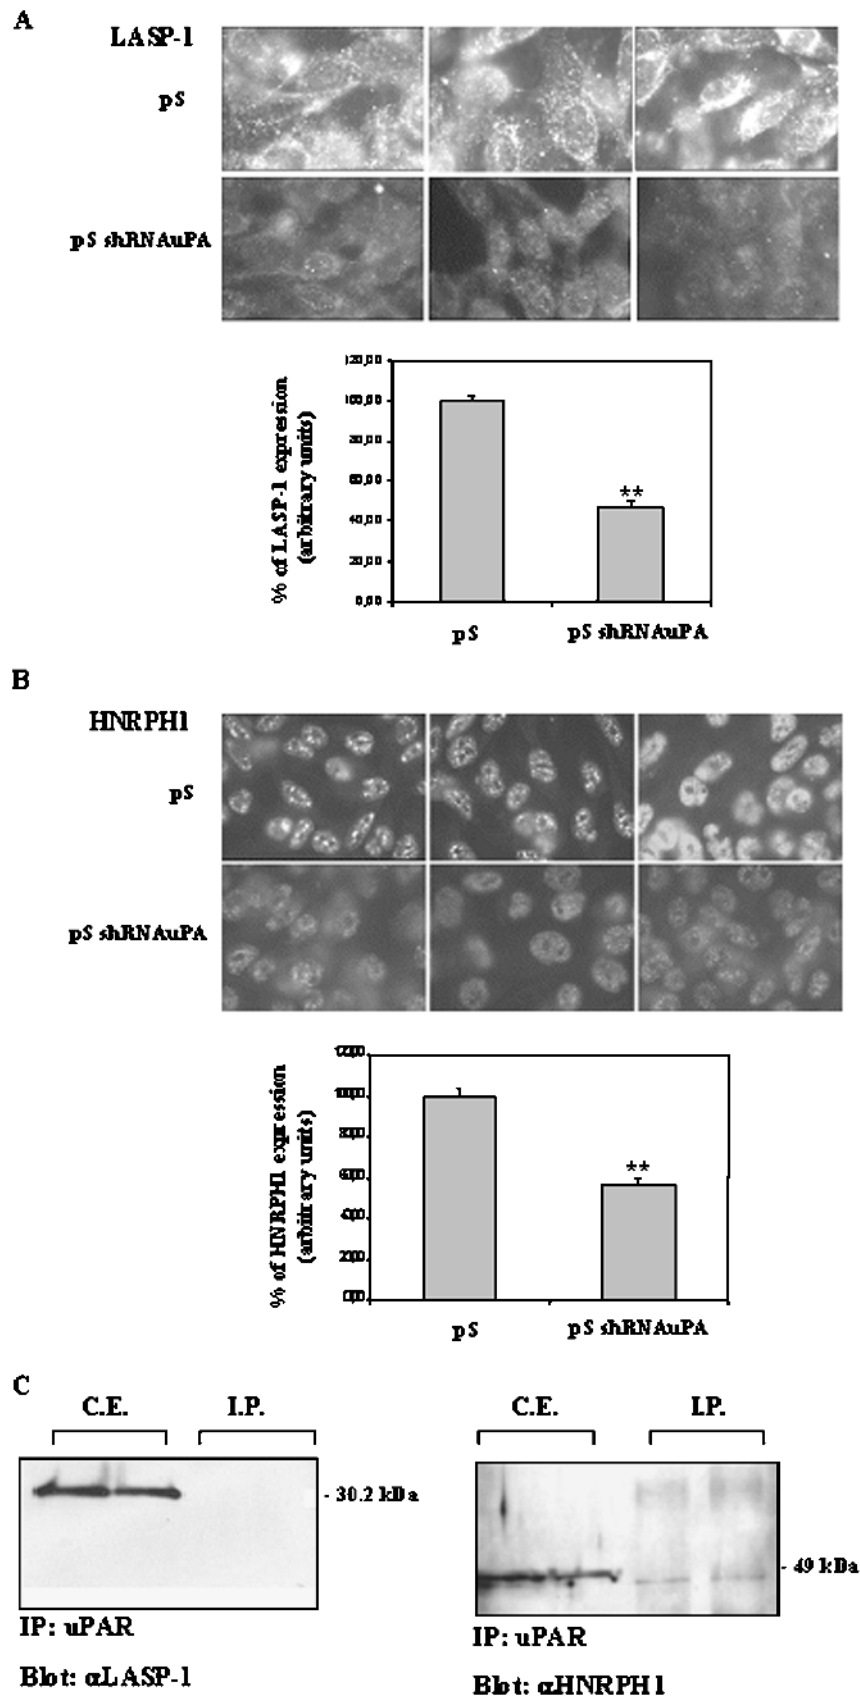 A
LASP-1
pS
pS shRNAuPA
% of LASP-1 expression
(arbitrary units)
120,00
100,00
80,00
60,00
40,00
20,00
0,00
**
pS
pS shRNAuPA
B
HNRPH1
pS
pS shRNAuPA
% of HNRPH1 expression
(arbitrary units)
**
pS
pS shRNAuPA
C
C.E.
I.P.
C.E.
I.P.
- 30.2 kDa
- 49 kDa
IP: uPAR
Blot: αLASP-1
IP: uPAR
Blot: αHNRPH1